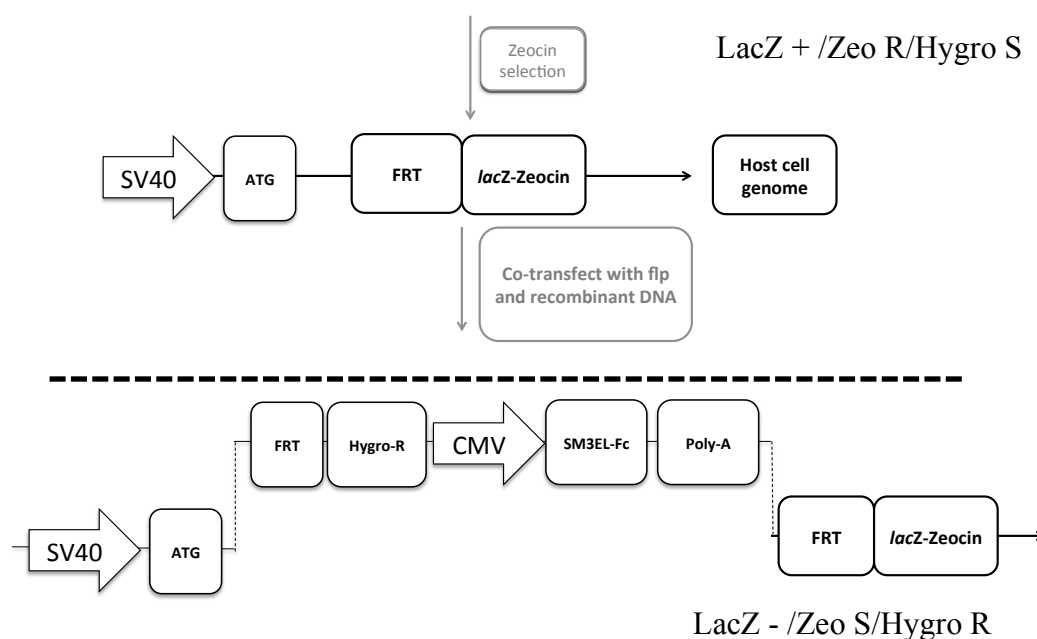 Zeocin
selection
LacZ + /Zeo R/Hygro S
SV40
ATG
FRT
lacZ-Zeocin
Host cell
genome
Co-transfect with flp
and recombinant DNA
FRT
Hygro-R
CMV
SM3EL-Fc
Poly-A
SV40
ATG
FRT
lacZ-Zeocin
LacZ - /Zeo S/Hygro R